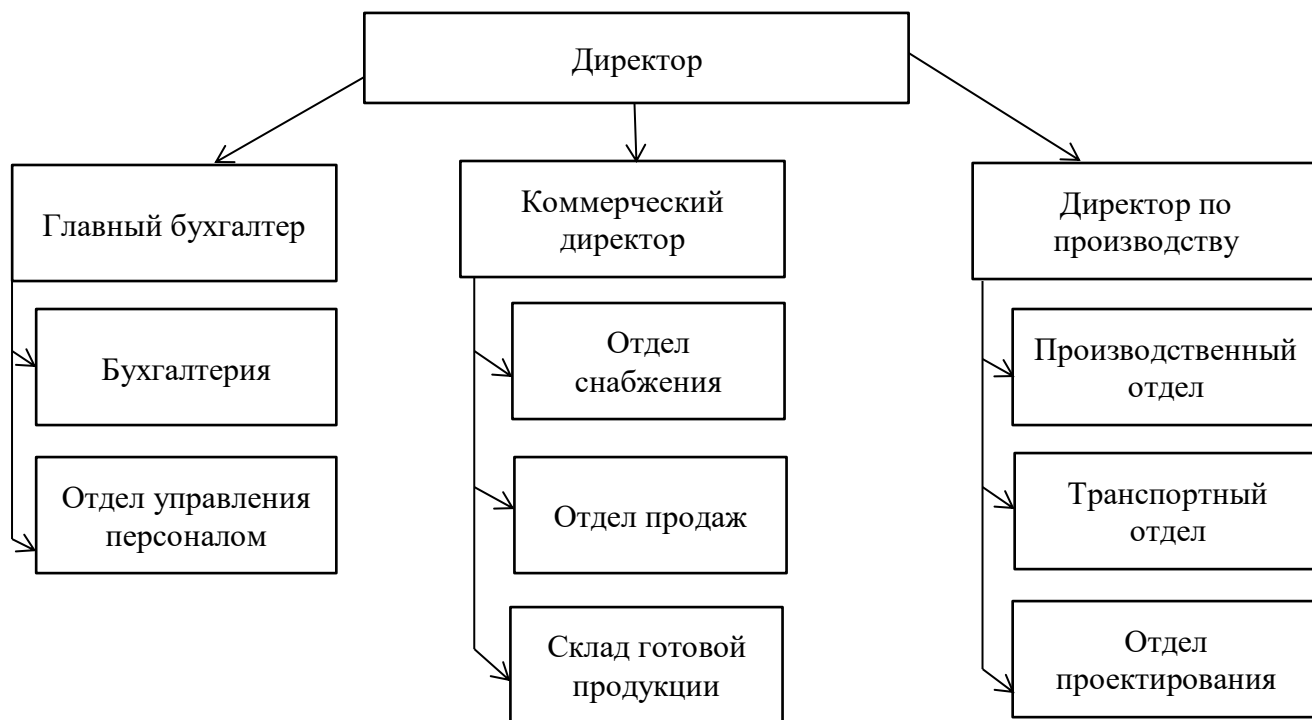 Директор
Главный бухгалтер
Коммерческий
директор
Директор по
производству
Бухгалтерия
Отдел
снабжения
Производственный
отдел
Отдел управления
персоналом
Отдел продаж
Транспортный
отдел
Склад готовой
продукции
Отдел
проектирования